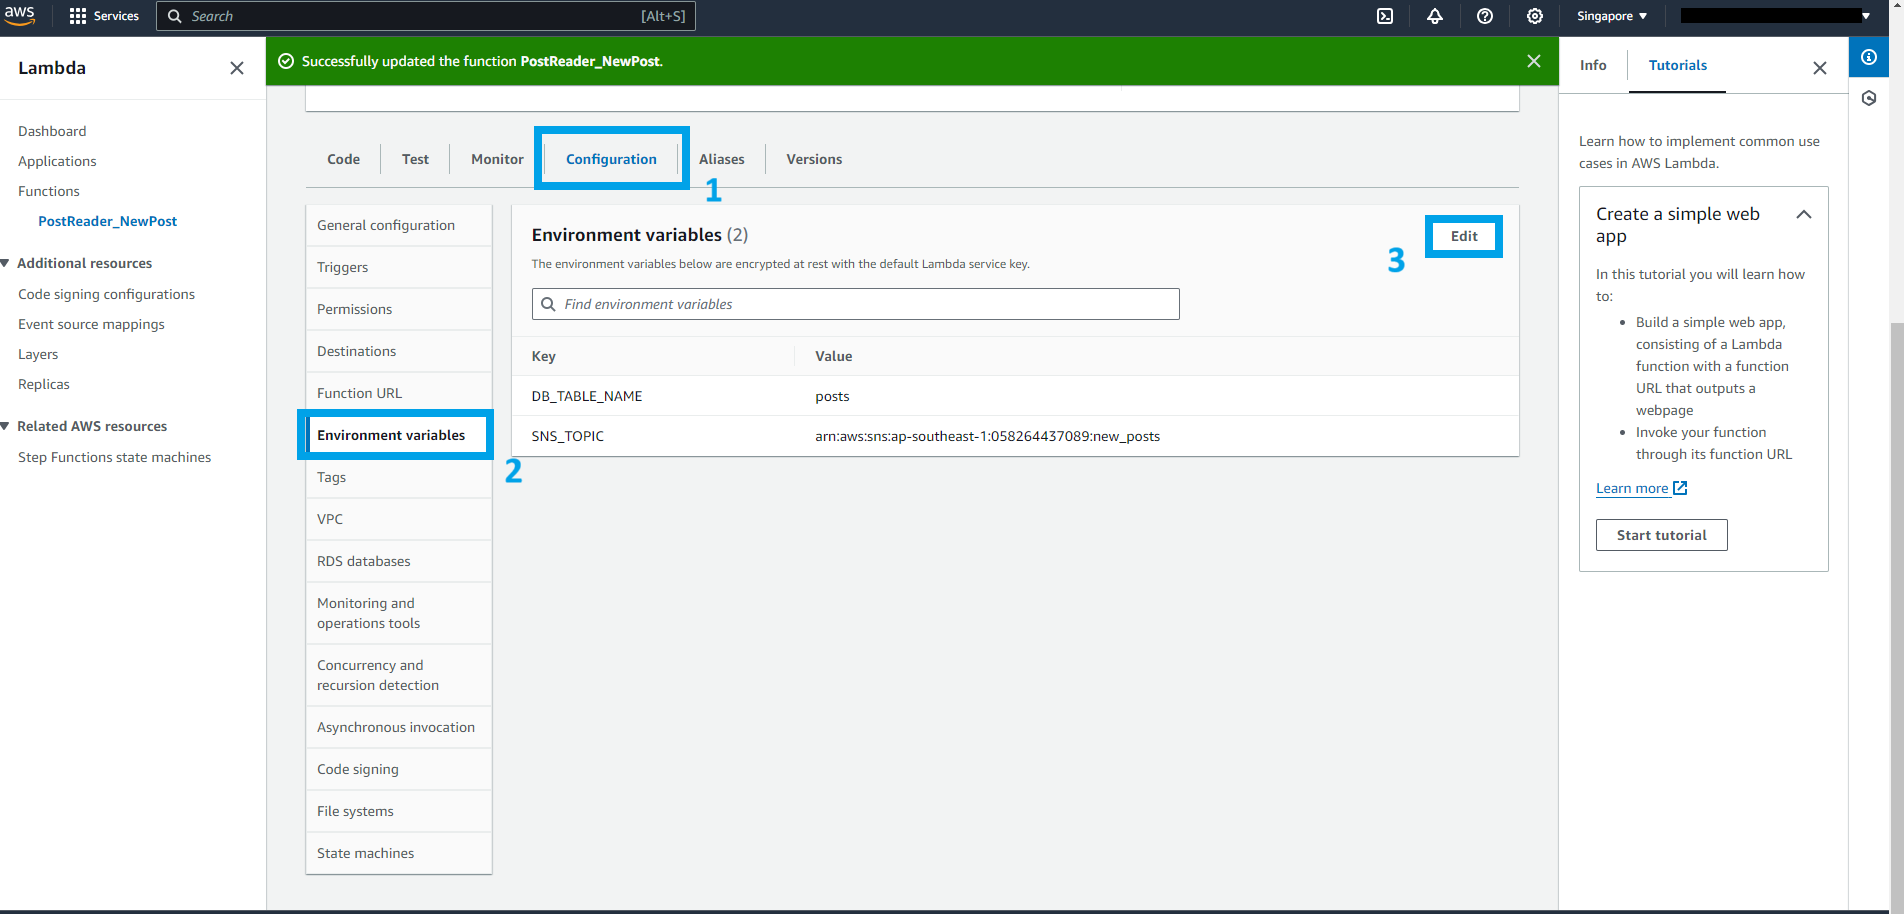 aws
Services
Search
[Alt+S]
Singapore
Lambda
Dashboard
Applications
Functions
PostReader_NewPost
Additional resources
Code signing configurations
Event source mappings
Layers
Replicas
Related AWS resources
Step Functions state machines
Successfully updated the function PostReader_NewPost.
Code
Test
Monitor
Configuration
Aliases
Versions
1
General configuration
Triggers
Permissions
Destinations
Function URL
Environment variables
2
Tags
VPC
RDS databases
Monitoring and
operations tools
Concurrency and
recursion detection
Asynchronous invocation
Code signing
File systems
State machines
Environment variables (2)
Edit
3
The environment variables below are encrypted at rest with the default Lambda service key.
Find environment variables
Key
Value
DB_TABLE_NAME
posts
SNS_TOPIC
arn:aws:sns:ap-southeast-1:058264437089:new_posts
Info
Tutorials
Learn how to implement common use
cases in AWS Lambda.
Create a simple web
app
In this tutorial you will learn how
to:
• Build a simple web app,
consisting of a Lambda
function with a function
URL that outputs a
webpage
• Invoke your function
through its function URL
Learn more
Start tutorial